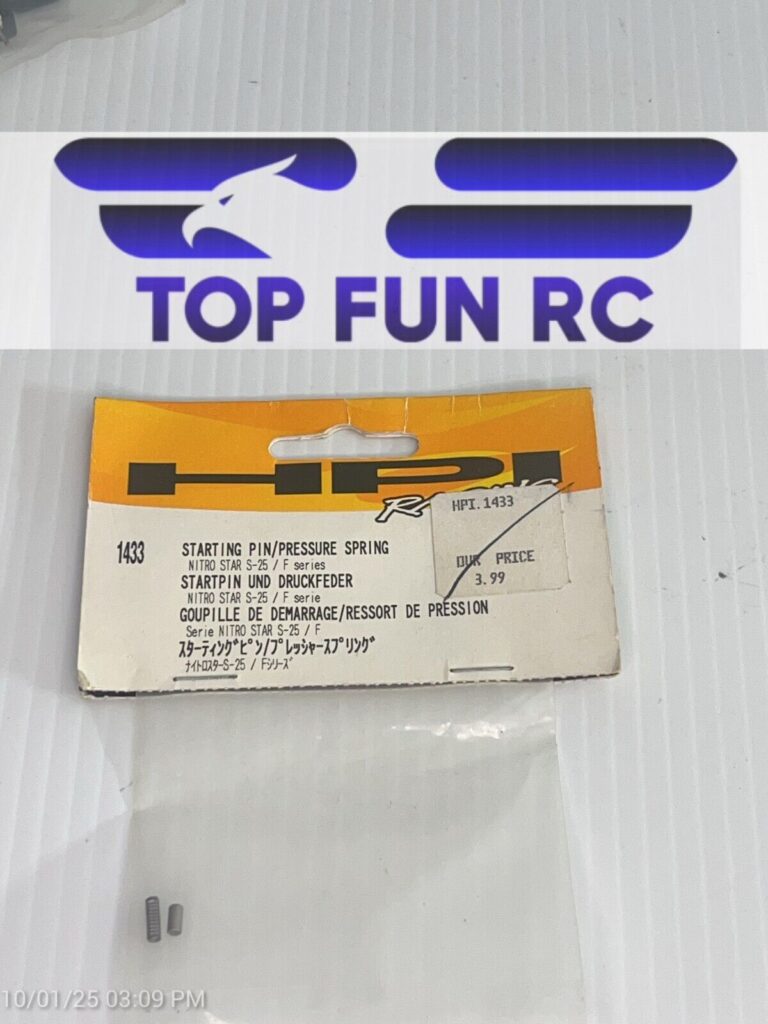 TOP FUN RC
HPI
RACING
HPI.1433
OUR PRICE
3.99
1433
STARTING PIN/PRESSURE SPRING
NITRO STAR S-25 / F series
STARTPIN UND DRUCKFEDER
NITRO STAR S-25 / F serie
GOUPILLE DE DEMARRAGE/RESSORT DE PRESSION
Serie NITRO STAR S-25 / F
スターティングピン/プレッシャースプリング
ナイトロスターS-25 / Fシリーズ
10/01/25 03:09 PM